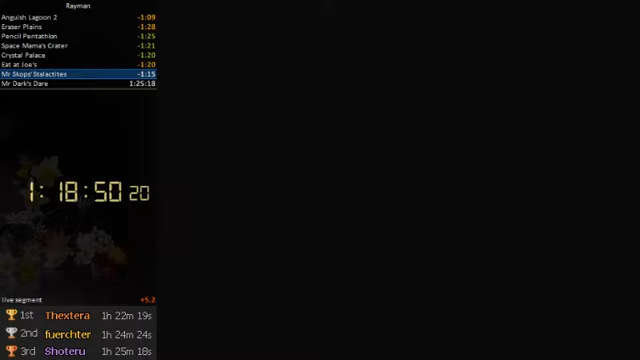 Rayman
Anguish Lagoon 2 -1:09
Eraser Plains -1:28
Pencil Pentathlon -1:25
Space Mama's Crater -1:21
Crystal Palace -1:20
Eat at Joe's -1:20
Mr Skops' Stalactites -1:15
Mr Dark's Dare 1:25:18
1:18:50 20
live segment +5.2
1st Thextera 1h 22m 19s
2nd fuerchter 1h 24m 24s
3rd Shoteru 1h 25m 18s